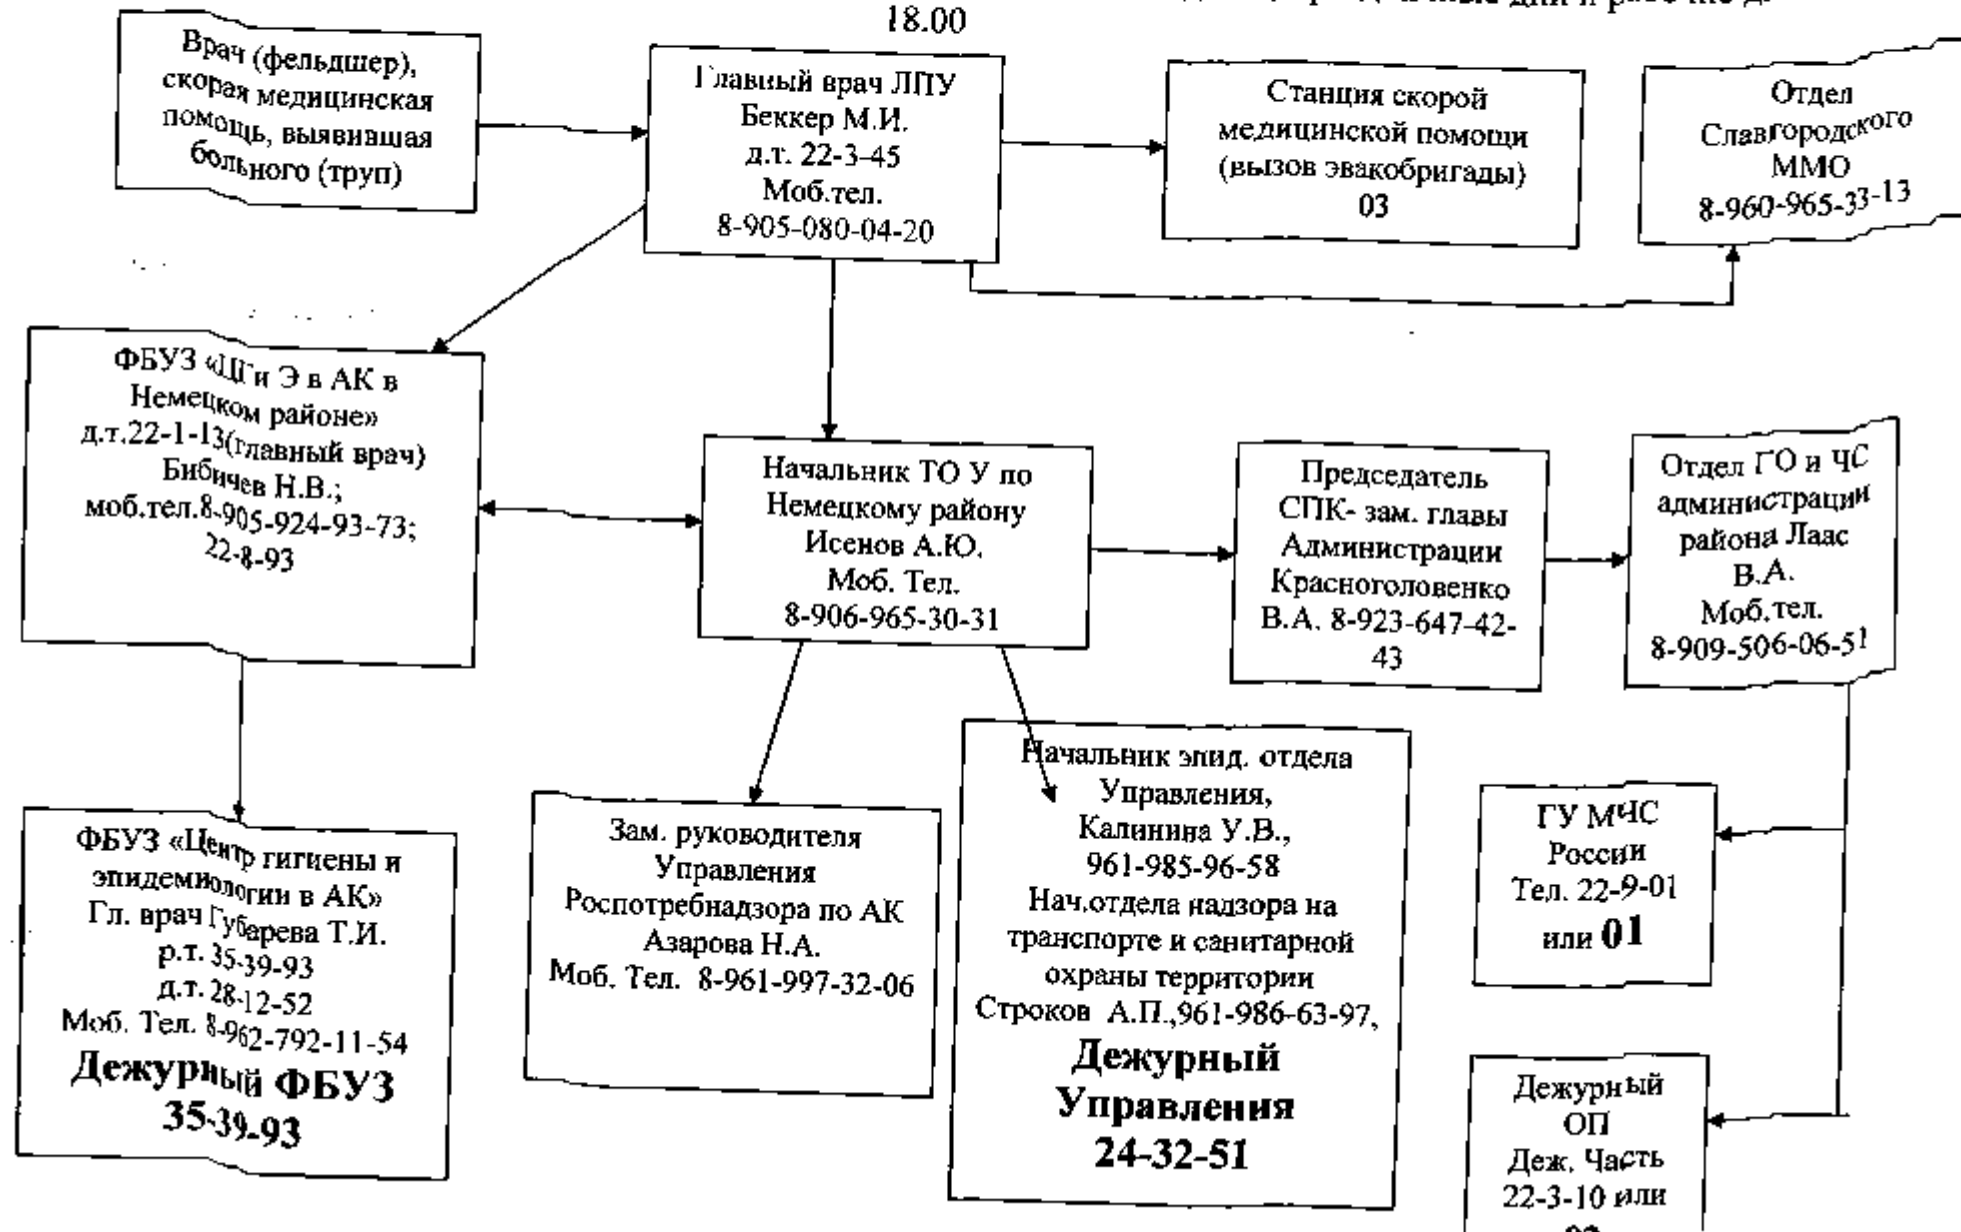 дни и рабочие
18.00
Врач (фельдшер),
скорая медицинская
помощь, выявившая
больного (труп)
Главный врач ЛПУ
Беккер М.И.
д.т. 22-3-45
Моб.тел.
8-905-080-04-20
Станция скорой
медицинской помощи
(вызов эвакобригады)
03
Отдел
Славгородского
ММО
8-960-965-33-13
ФБУЗ «ЦГи Э в АК в
Немецком районе»
д.т.22-1-13(главный врач)
Бибичев Н.В.;
моб.тел.8-905-924-93-73;
22-8-93
Начальник ТО У по
Немецкому району
Исенов А.Ю.
Моб. Тел.
8-906-965-30-31
Председатель
СПК- зам. главы
Администрации
Красноголовенко
В.А. 8-923-647-42-
43
Отдел ГО и ЧС
администрации
района Лаас
В.А.
Моб.тел.
8-909-506-06-51
ФБУЗ «Центр гигиены и
эпидемиологии в АК»
Гл. врач Губарева Т.И.
р.т. 35-39-93
д.т. 28-12-52
Моб. Тел. 8-962-792-11-54
Дежурный ФБУЗ
35-39-93
Зам. руководителя
Управления
Роспотребнадзора по АК
Азарова Н.А.
Моб. Тел. 8-961-997-32-06
Начальник эпид. отдела
Управления,
Калинина У.В.,
961-985-96-58
Нач.отдела надзора на
транспорте и санитарной
охраны территории
Строков А.П.,961-986-63-97,
Дежурный
Управления
24-32-51
ГУ МЧС
России
Тел. 22-9-01
или 01
Дежурный
ОП
Деж. Часть
22-3-10 или